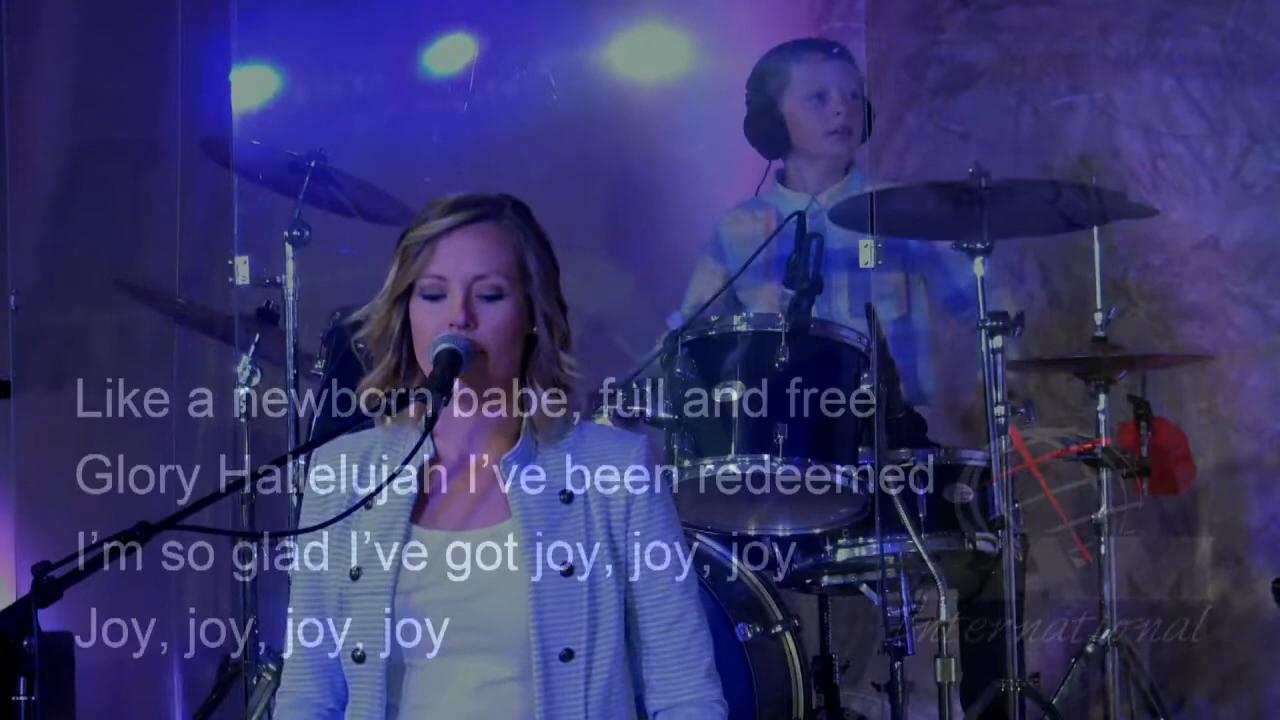 Like a newborn babe, full and free
Glory Hallelujah I’ve been redeemed
I’m so glad I’ve got joy, joy, joy
Joy, joy, joy, joy
International